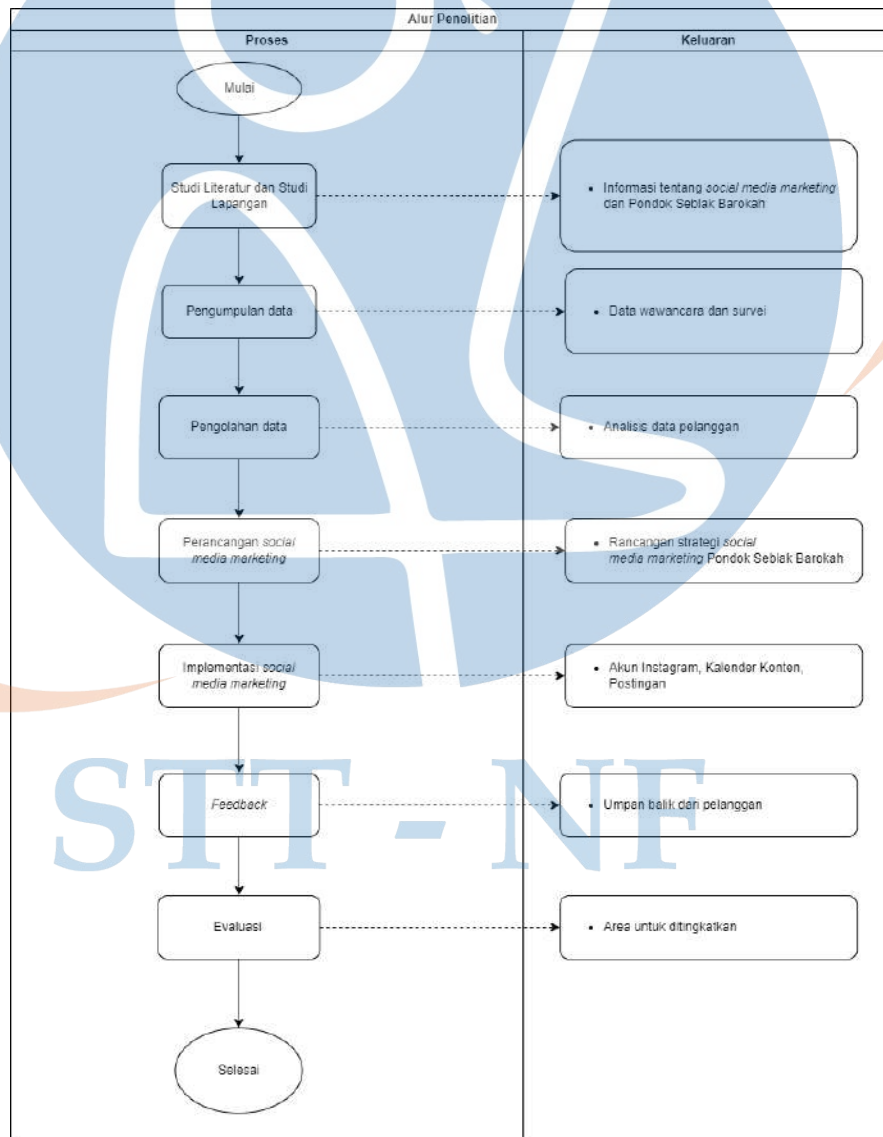 Alur Penelitian
Proses
Keluaran
Mulai
Studi Literatur dan Studi
Lapangan
• Informasi tentang social media marketing
dan Pondok Seblak Barokah
Pengumpulan data
• Data wawancara dan survei
Pengolahan data
• Analisis data pelanggan
Perancangan social
media marketing
• Rancangan strategi social
media marketing Pondok Seblak Barokah
Implementasi social
media marketing
• Akun Instagram, Kalender Konten,
Postingan
Feedback
• Umpan balik dari pelanggan
STT - NF
Evaluasi
• Area untuk ditingkatkan
Selesai